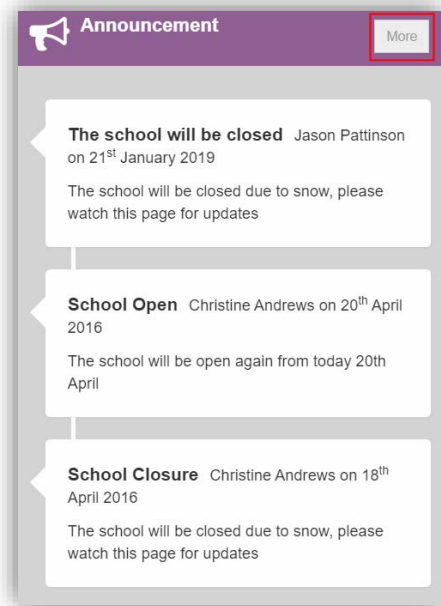 Announcement
More
The school will be closed Jason Pattinson
on 21st January 2019
The school will be closed due to snow, please
watch this page for updates
School Open Christine Andrews on 20th April
2016
The school will be open again from today 20th
April
School Closure Christine Andrews on 18th
April 2016
The school will be closed due to snow, please
watch this page for updates